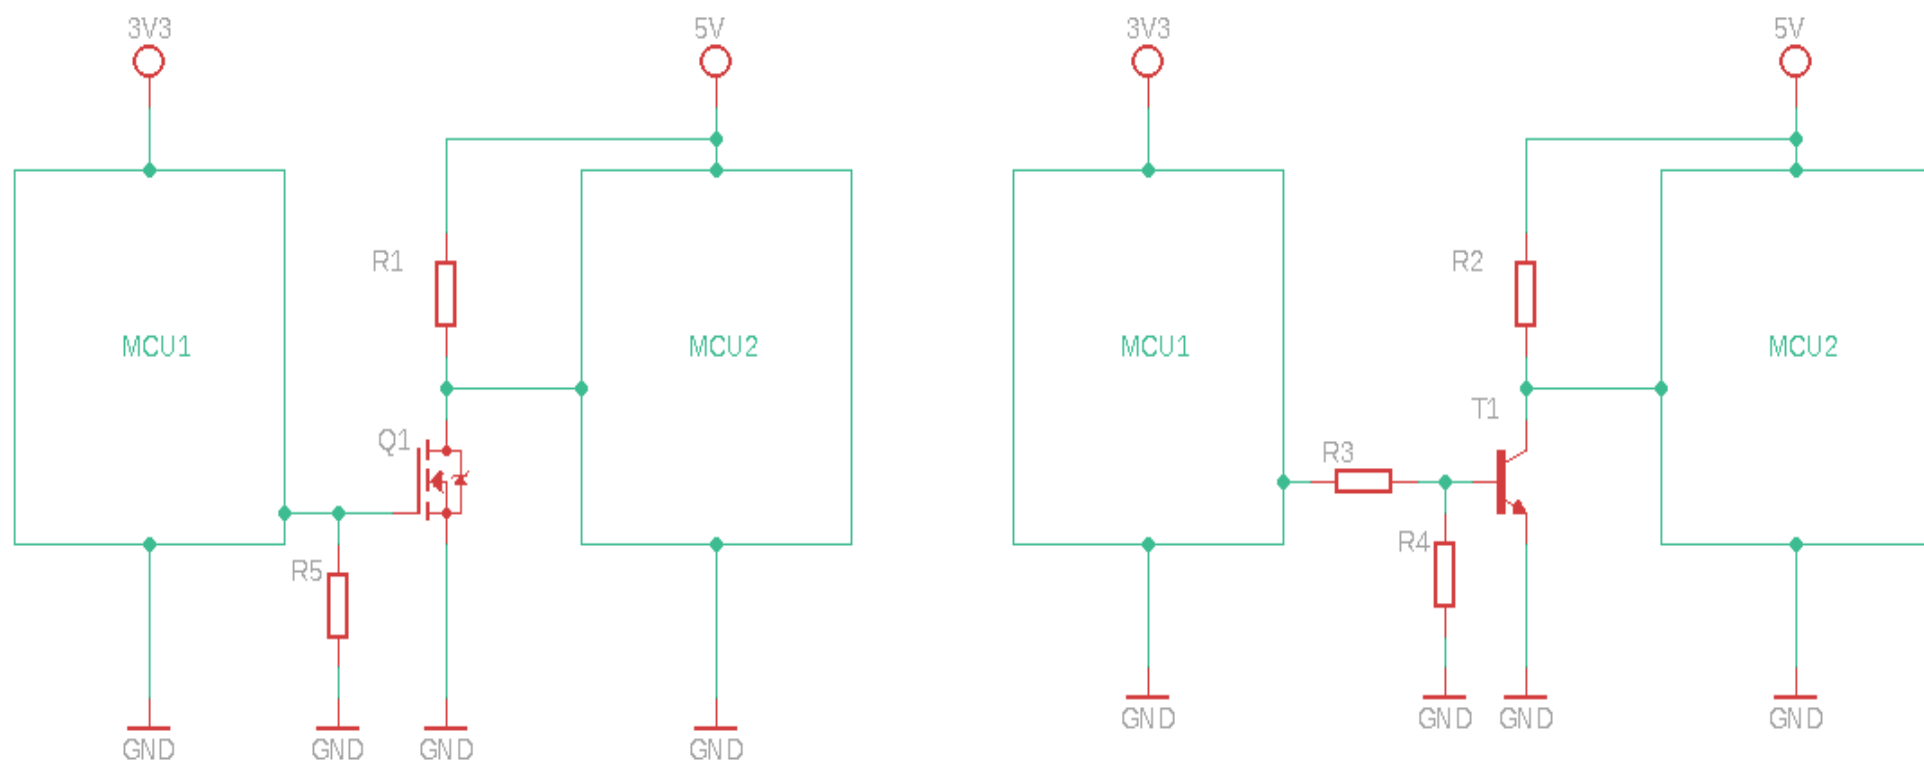 3V3
5V
R1
MCU1
MCU2
Q1
R5
GND
GND
GND
GND
3V3
5V
R2
MCU1
MCU2
T1
R3
R4
GND
GND
GND
GND